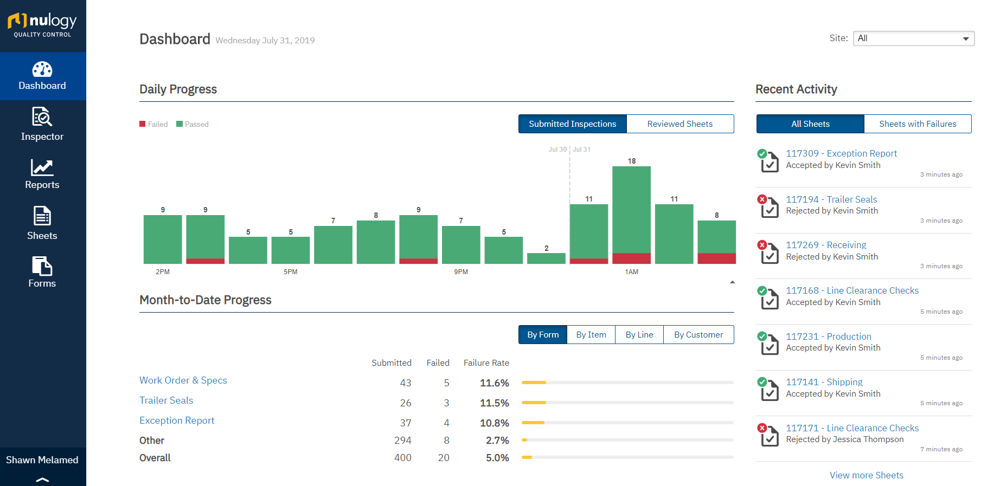 nulogy
QUALITY CONTROL
Dashboard
Inspector
Reports
Sheets
Forms
Shawn Melamed
Dashboard Wednesday July 31, 2019
Site: All
Daily Progress
Failed Passed
Submitted Inspections Reviewed Sheets
Jul 30 Jul 31
9 9 5 5 7 8 9 7 5 2 11 18 11 8
2PM 5PM 9PM 1AM
Month-to-Date Progress
By Form By Item By Line By Customer
Submitted Failed Failure Rate
Work Order & Specs 43 5 11.6%
Trailer Seals 26 3 11.5%
Exception Report 37 4 10.8%
Other 294 8 2.7%
Overall 400 20 5.0%
Recent Activity
All Sheets Sheets with Failures
117309 - Exception Report
Accepted by Kevin Smith
3 minutes ago
117194 - Trailer Seals
Rejected by Kevin Smith
3 minutes ago
117269 - Receiving
Rejected by Kevin Smith
3 minutes ago
117168 - Line Clearance Checks
Accepted by Kevin Smith
5 minutes ago
117231 - Production
Accepted by Kevin Smith
5 minutes ago
117141 - Shipping
Accepted by Kevin Smith
5 minutes ago
117171 - Line Clearance Checks
Rejected by Jessica Thompson
7 minutes ago
View more Sheets